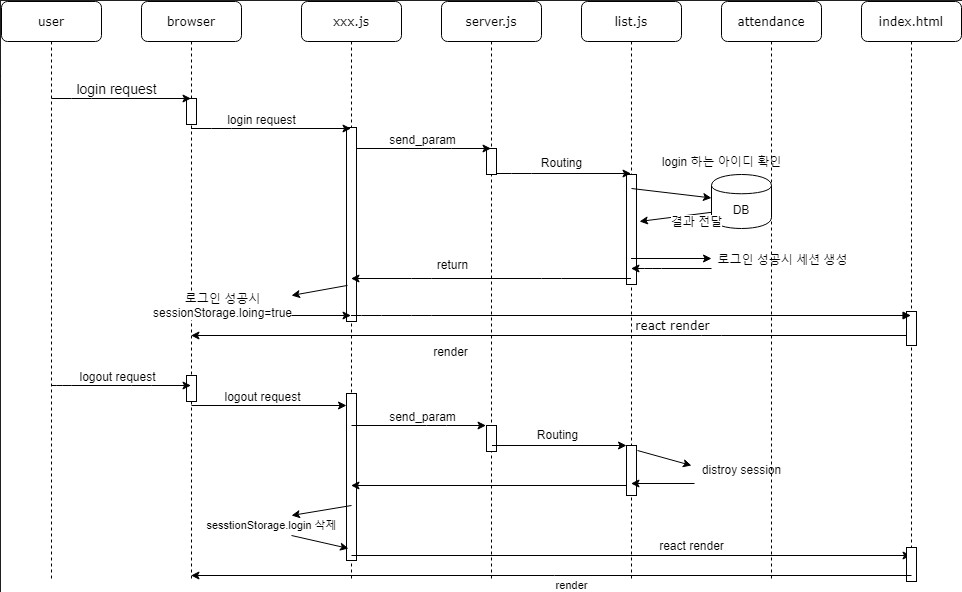 user
browser
xxx.js
server.js
list.js
attendance
index.html
login request
login request
send_param
Routing
login 하는 아이디 확인
DB
결과 전달
로그인 성공시 세션 생성
return
로그인 성공시
sessionStorage.loing=true
react render
render
logout request
logout request
send_param
Routing
distroy session
sesstionStorage.login 삭제
react render
render